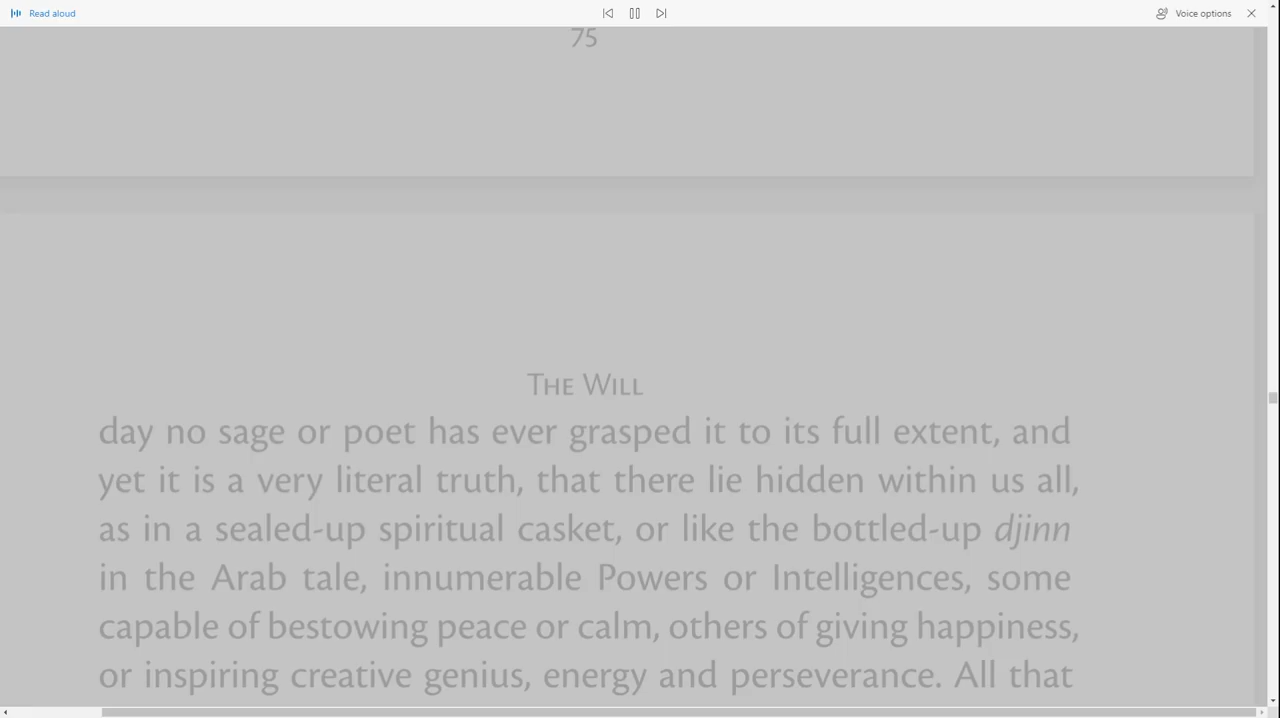 Read aloud
Voice options
75
The Will
day no sage or poet has ever grasped it to its full extent, and
yet it is a very literal truth, that there lie hidden within us all,
as in a sealed-up spiritual casket, or like the bottled-up djinn
in the Arab tale, innumerable Powers or Intelligences, some
capable of bestowing peace or calm, others of giving happiness,
or inspiring creative genius, energy and perseverance. All that